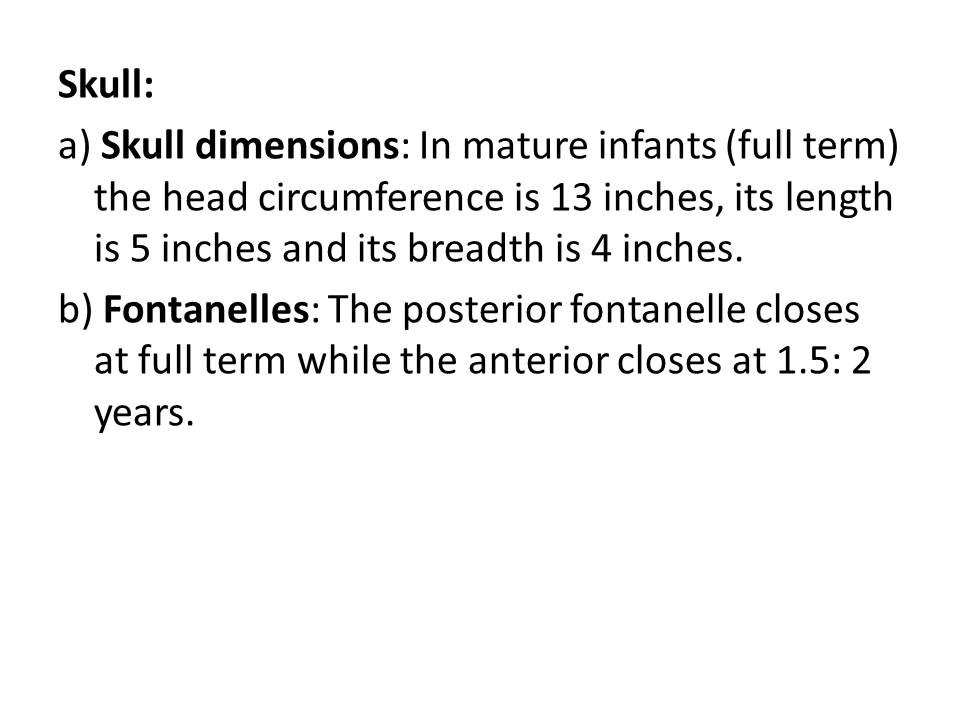 Skull:
a) Skull dimensions: In mature infants (full term)
the head circumference is 13 inches, its length
is 5 inches and its breadth is 4 inches.
b) Fontanelles: The posterior fontanelle closes
at full term while the anterior closes at 1.5: 2
years.